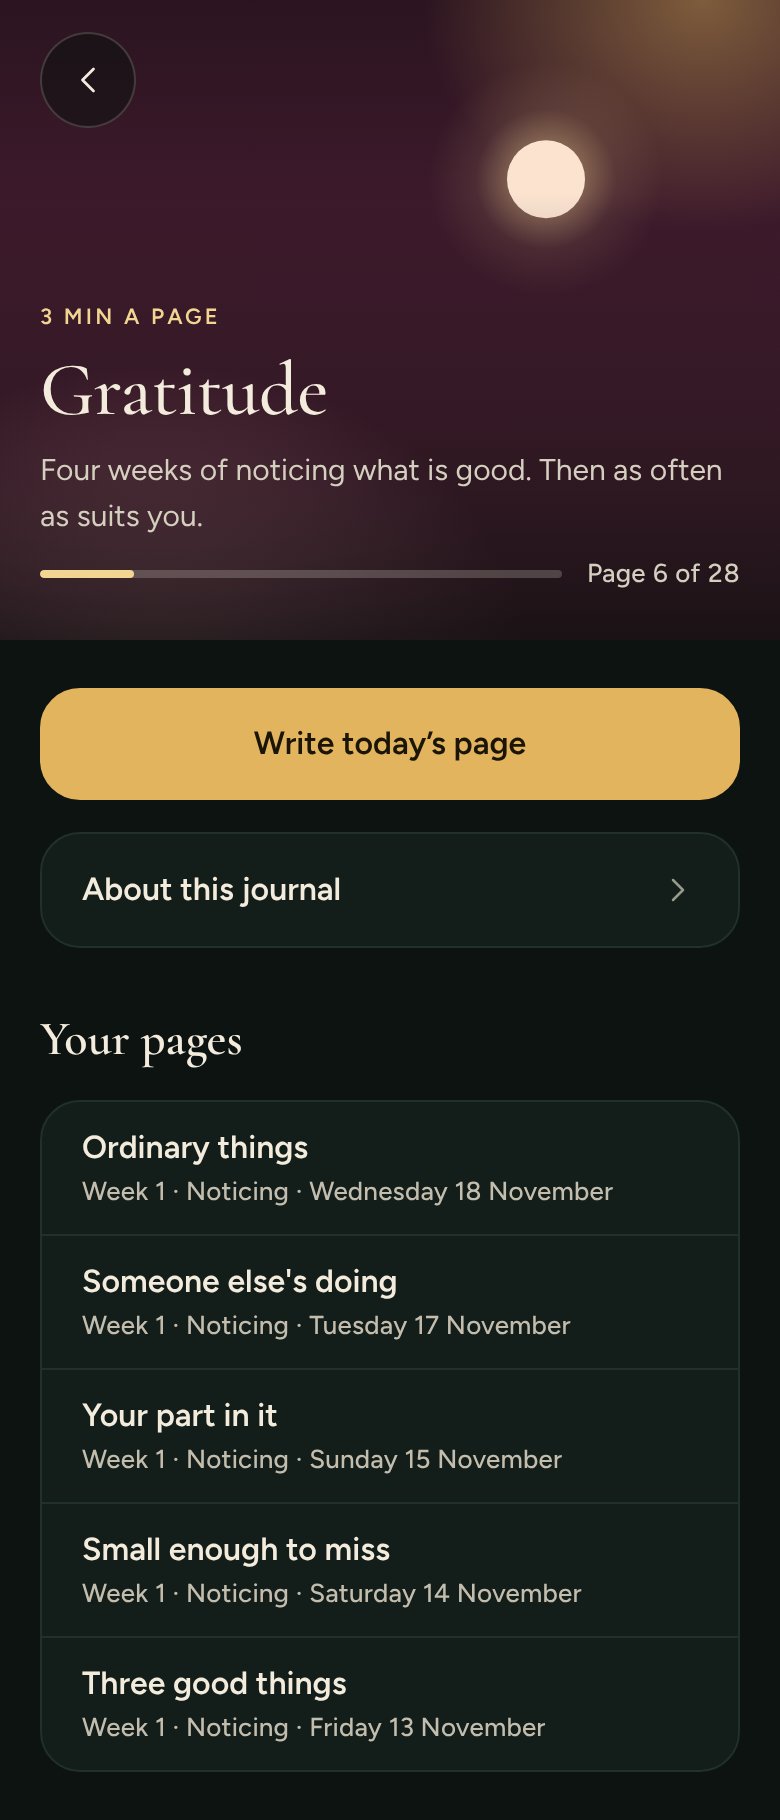 3 MIN A PAGE
Gratitude
Four weeks of noticing what is good. Then as often
as suits you.
Page 6 of 28
Write today’s page
About this journal
Your pages
Ordinary things
Week 1 · Noticing · Wednesday 18 November
Someone else's doing
Week 1 · Noticing · Tuesday 17 November
Your part in it
Week 1 · Noticing · Sunday 15 November
Small enough to miss
Week 1 · Noticing · Saturday 14 November
Three good things
Week 1 · Noticing · Friday 13 November